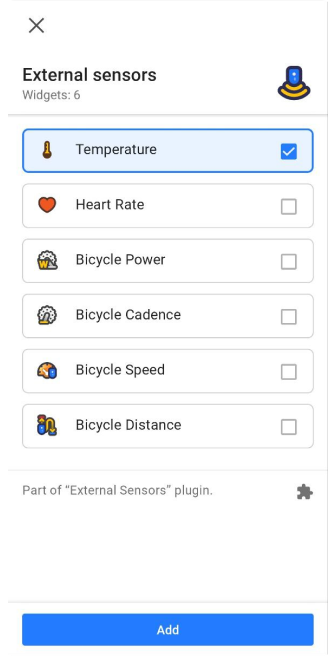 External sensors
Widgets: 6
Temperature
Heart Rate
Bicycle Power
Bicycle Cadence
Bicycle Speed
Bicycle Distance
Part of “External Sensors” plugin.
Add